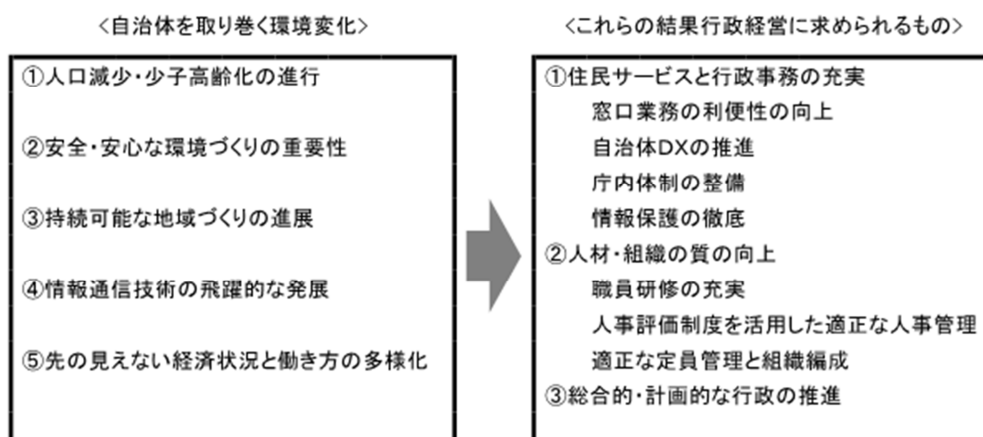 <自治体を取り巻く環境変化>
①人口減少・少子高齢化の進行
②安全・安心な環境づくりの重要性
③持続可能な地域づくりの進展
④情報通信技術の飛躍的な発展
⑤先の見えない経済状況と働き方の多様化
<これらの結果行政経営に求められるもの>
①住民サービスと行政事務の充実
窓口業務の利便性の向上
自治体DXの推進
庁内体制の整備
情報保護の徹底
②人材・組織の質の向上
職員研修の充実
人事評価制度を活用した適正な人事管理
適正な定員管理と組織編成
③総合的・計画的な行政の推進